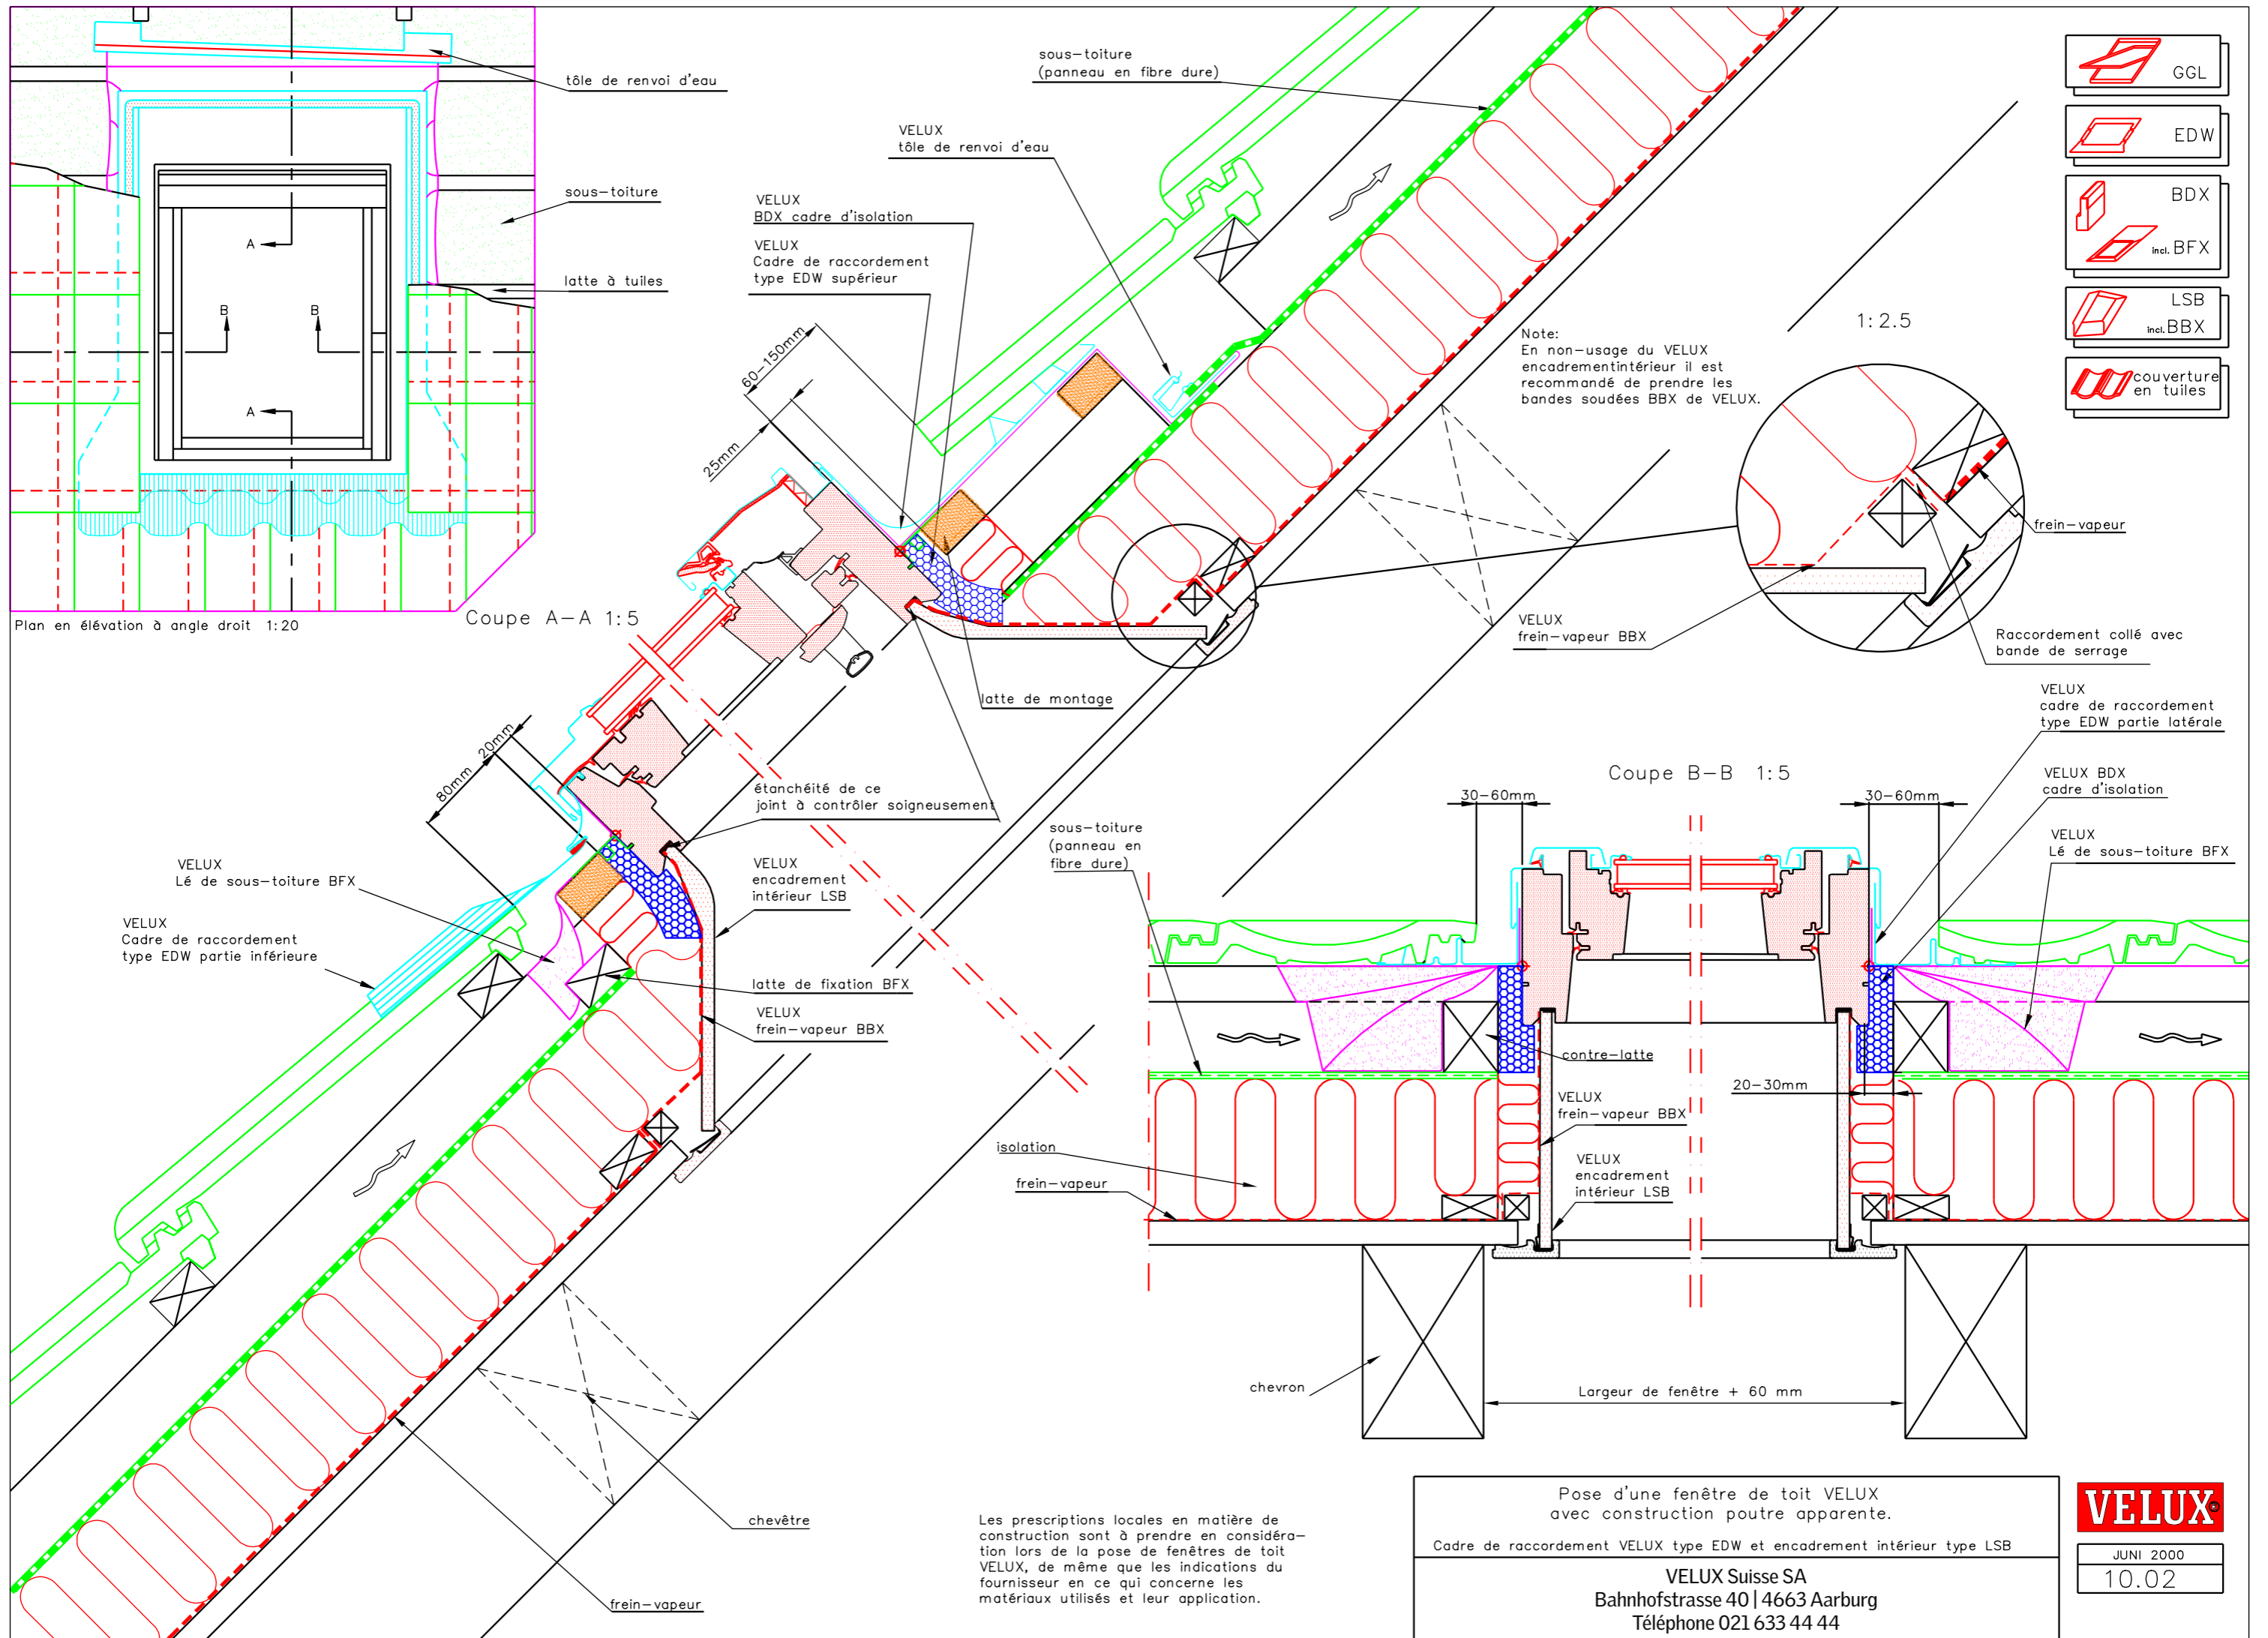 tôle de renvoi d'eau
sous-toiture
latte à tuiles
A
B
B
A
Plan en élévation à angle droit 1:20
Coupe A-A 1:5
sous-toiture
(panneau en fibre dure)
VELUX
tôle de renvoi d'eau
VELUX
BDX cadre d'isolation
VELUX
Cadre de raccordement
type EDW supérieur
60-150mm
25mm
Note:
En non-usage du VELUX
encadrementintérieur il est
recommandé de prendre les
bandes soudées BBX de VELUX.
1:2.5
GGL
EDW
BDX
incl. BFX
LSB
incl. BBX
couverture
en tuiles
frein-vapeur
VELUX
frein-vapeur BBX
Raccordement collé avec
bande de serrage
latte de montage
20mm
80mm
étanchéité de ce
joint à contrôler soigneusement
VELUX
encadrement
intérieur LSB
VELUX
Lé de sous-toiture BFX
VELUX
Cadre de raccordement
type EDW partie inférieure
latte de fixation BFX
VELUX
frein-vapeur BBX
VELUX
cadre de raccordement
type EDW partie latérale
Coupe B-B 1:5
VELUX BDX
cadre d'isolation
30-60mm
30-60mm
sous-toiture
(panneau en
fibre dure)
VELUX
Lé de sous-toiture BFX
contre-latte
20-30mm
VELUX
frein-vapeur BBX
isolation
VELUX
encadrement
intérieur LSB
frein-vapeur
chevron
Largeur de fenêtre + 60 mm
chevêtre
frein-vapeur
Les prescriptions locales en matière de
construction sont à prendre en considéra-
tion lors de la pose de fenêtres de toit
VELUX, de même que les indications du
fournisseur en ce qui concerne les
matériaux utilisés et leur application.
Pose d'une fenêtre de toit VELUX
avec construction poutre apparente.
Cadre de raccordement VELUX type EDW et encadrement intérieur type LSB
VELUX Suisse SA
Bahnhofstrasse 40 | 4663 Aarburg
Téléphone 021 633 44 44
VELUX®
JUNI 2000
10.02